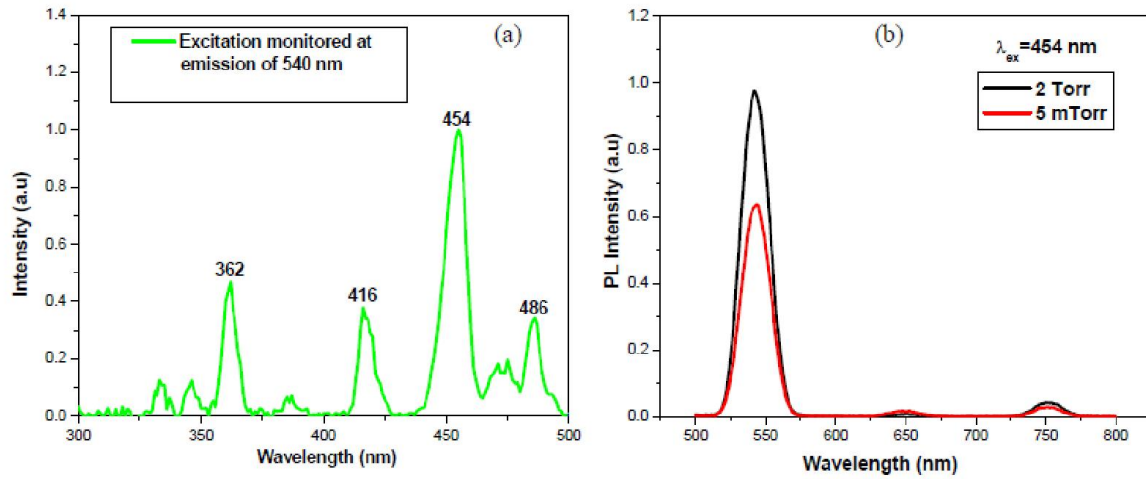 (a)
Excitation monitored at
emission of 540 nm
1.4
1.2
1.0
0.8
0.6
0.4
0.2
0.0
Intensity (a.u)
362
416
454
486
300
350
400
450
500
Wavelength (nm)
(b)
λex=454 nm
2 Torr
5 mTorr
1.2
1.0
0.8
0.6
0.4
0.2
0.0
PL Intensity (a.u)
500
550
600
650
700
750
800
Wavelength (nm)